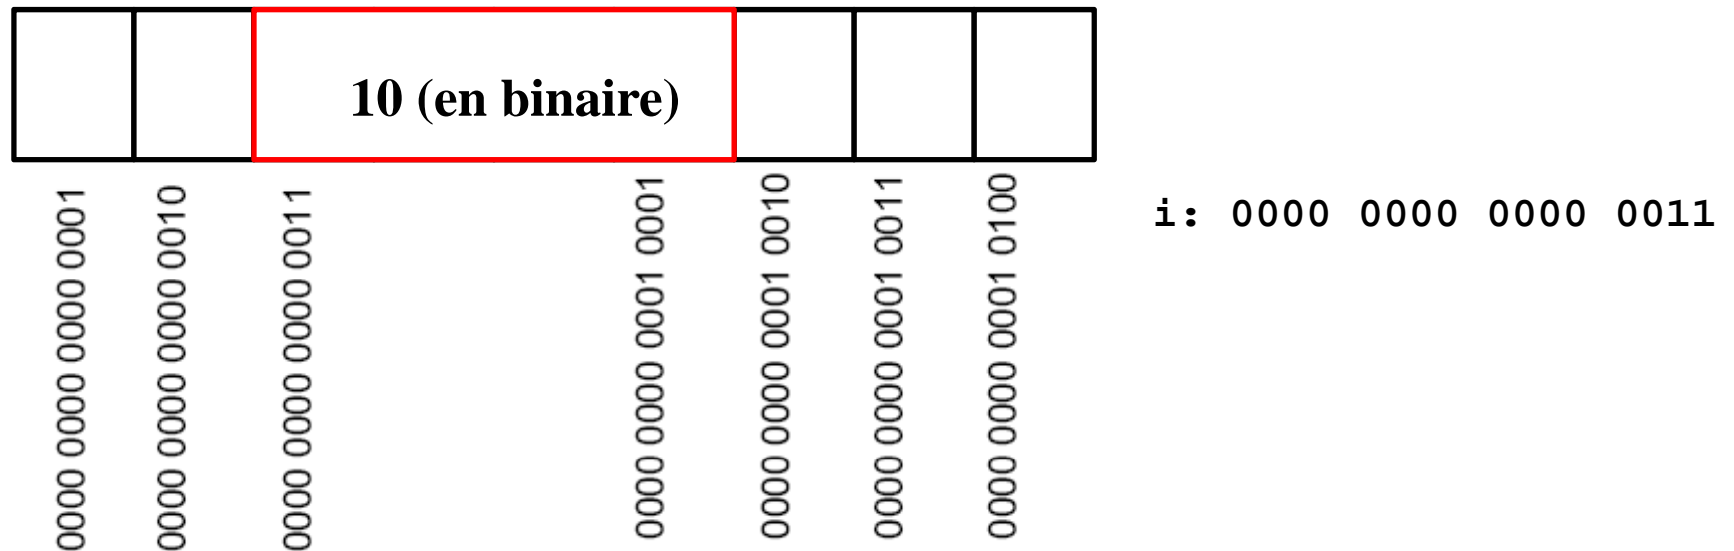 10 (en binaire)
0000 0000 0000 0001
0000 0000 0000 0010
0000 0000 0000 0011
0000 0000 0001 0001
0000 0000 0001 0010
0000 0000 0001 0011
0000 0000 0001 0100
i: 0000 0000 0000 0011